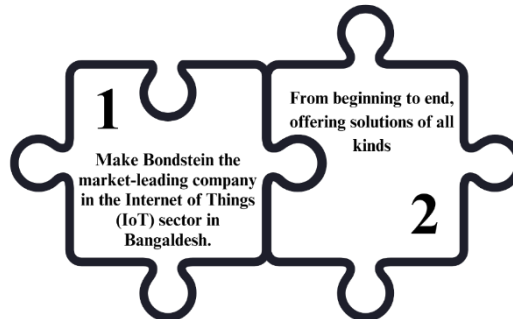 1
Make Bondstein the
market-leading company
in the Internet of Things
(IoT) sector in
Bangaldesh.
From beginning to end,
offering solutions of all
kinds
2